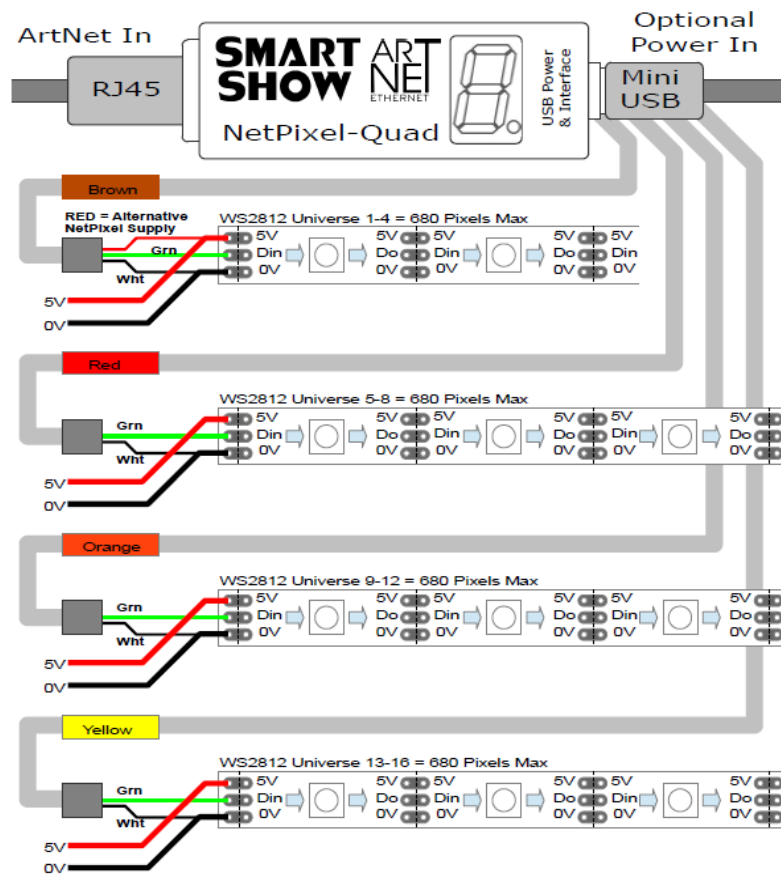 ArtNet In
Optional
Power In
RJ45
SMART
SHOW
ART
NET
ETHERNET
NetPixel-Quad
8.
USB Power
& Interface
Mini
USB
Brown
RED = Alternative
NetPixel Supply
Grn
Wht
5V
0V
WS2812 Universe 1-4 = 680 Pixels Max
5V 5V 5V 5V 5V
Din Do Din Do Din
0V 0V 0V 0V 0V
Red
WS2812 Universe 5-8 = 680 Pixels Max
Grn
Wht
5V
0V
5V 5V 5V 5V 5V 5V
Din Do Din Do Din Do
0V 0V 0V 0V 0V 0V
Orange
WS2812 Universe 9-12 = 680 Pixels Max
Grn
Wht
5V
0V
5V 5V 5V 5V 5V 5V
Din Do Din Do Din Do
0V 0V 0V 0V 0V 0V
Yellow
WS2812 Universe 13-16 = 680 Pixels Max
Grn
Wht
5V
0V
5V 5V 5V 5V 5V 5V
Din Do Din Do Din Do
0V 0V 0V 0V 0V 0V